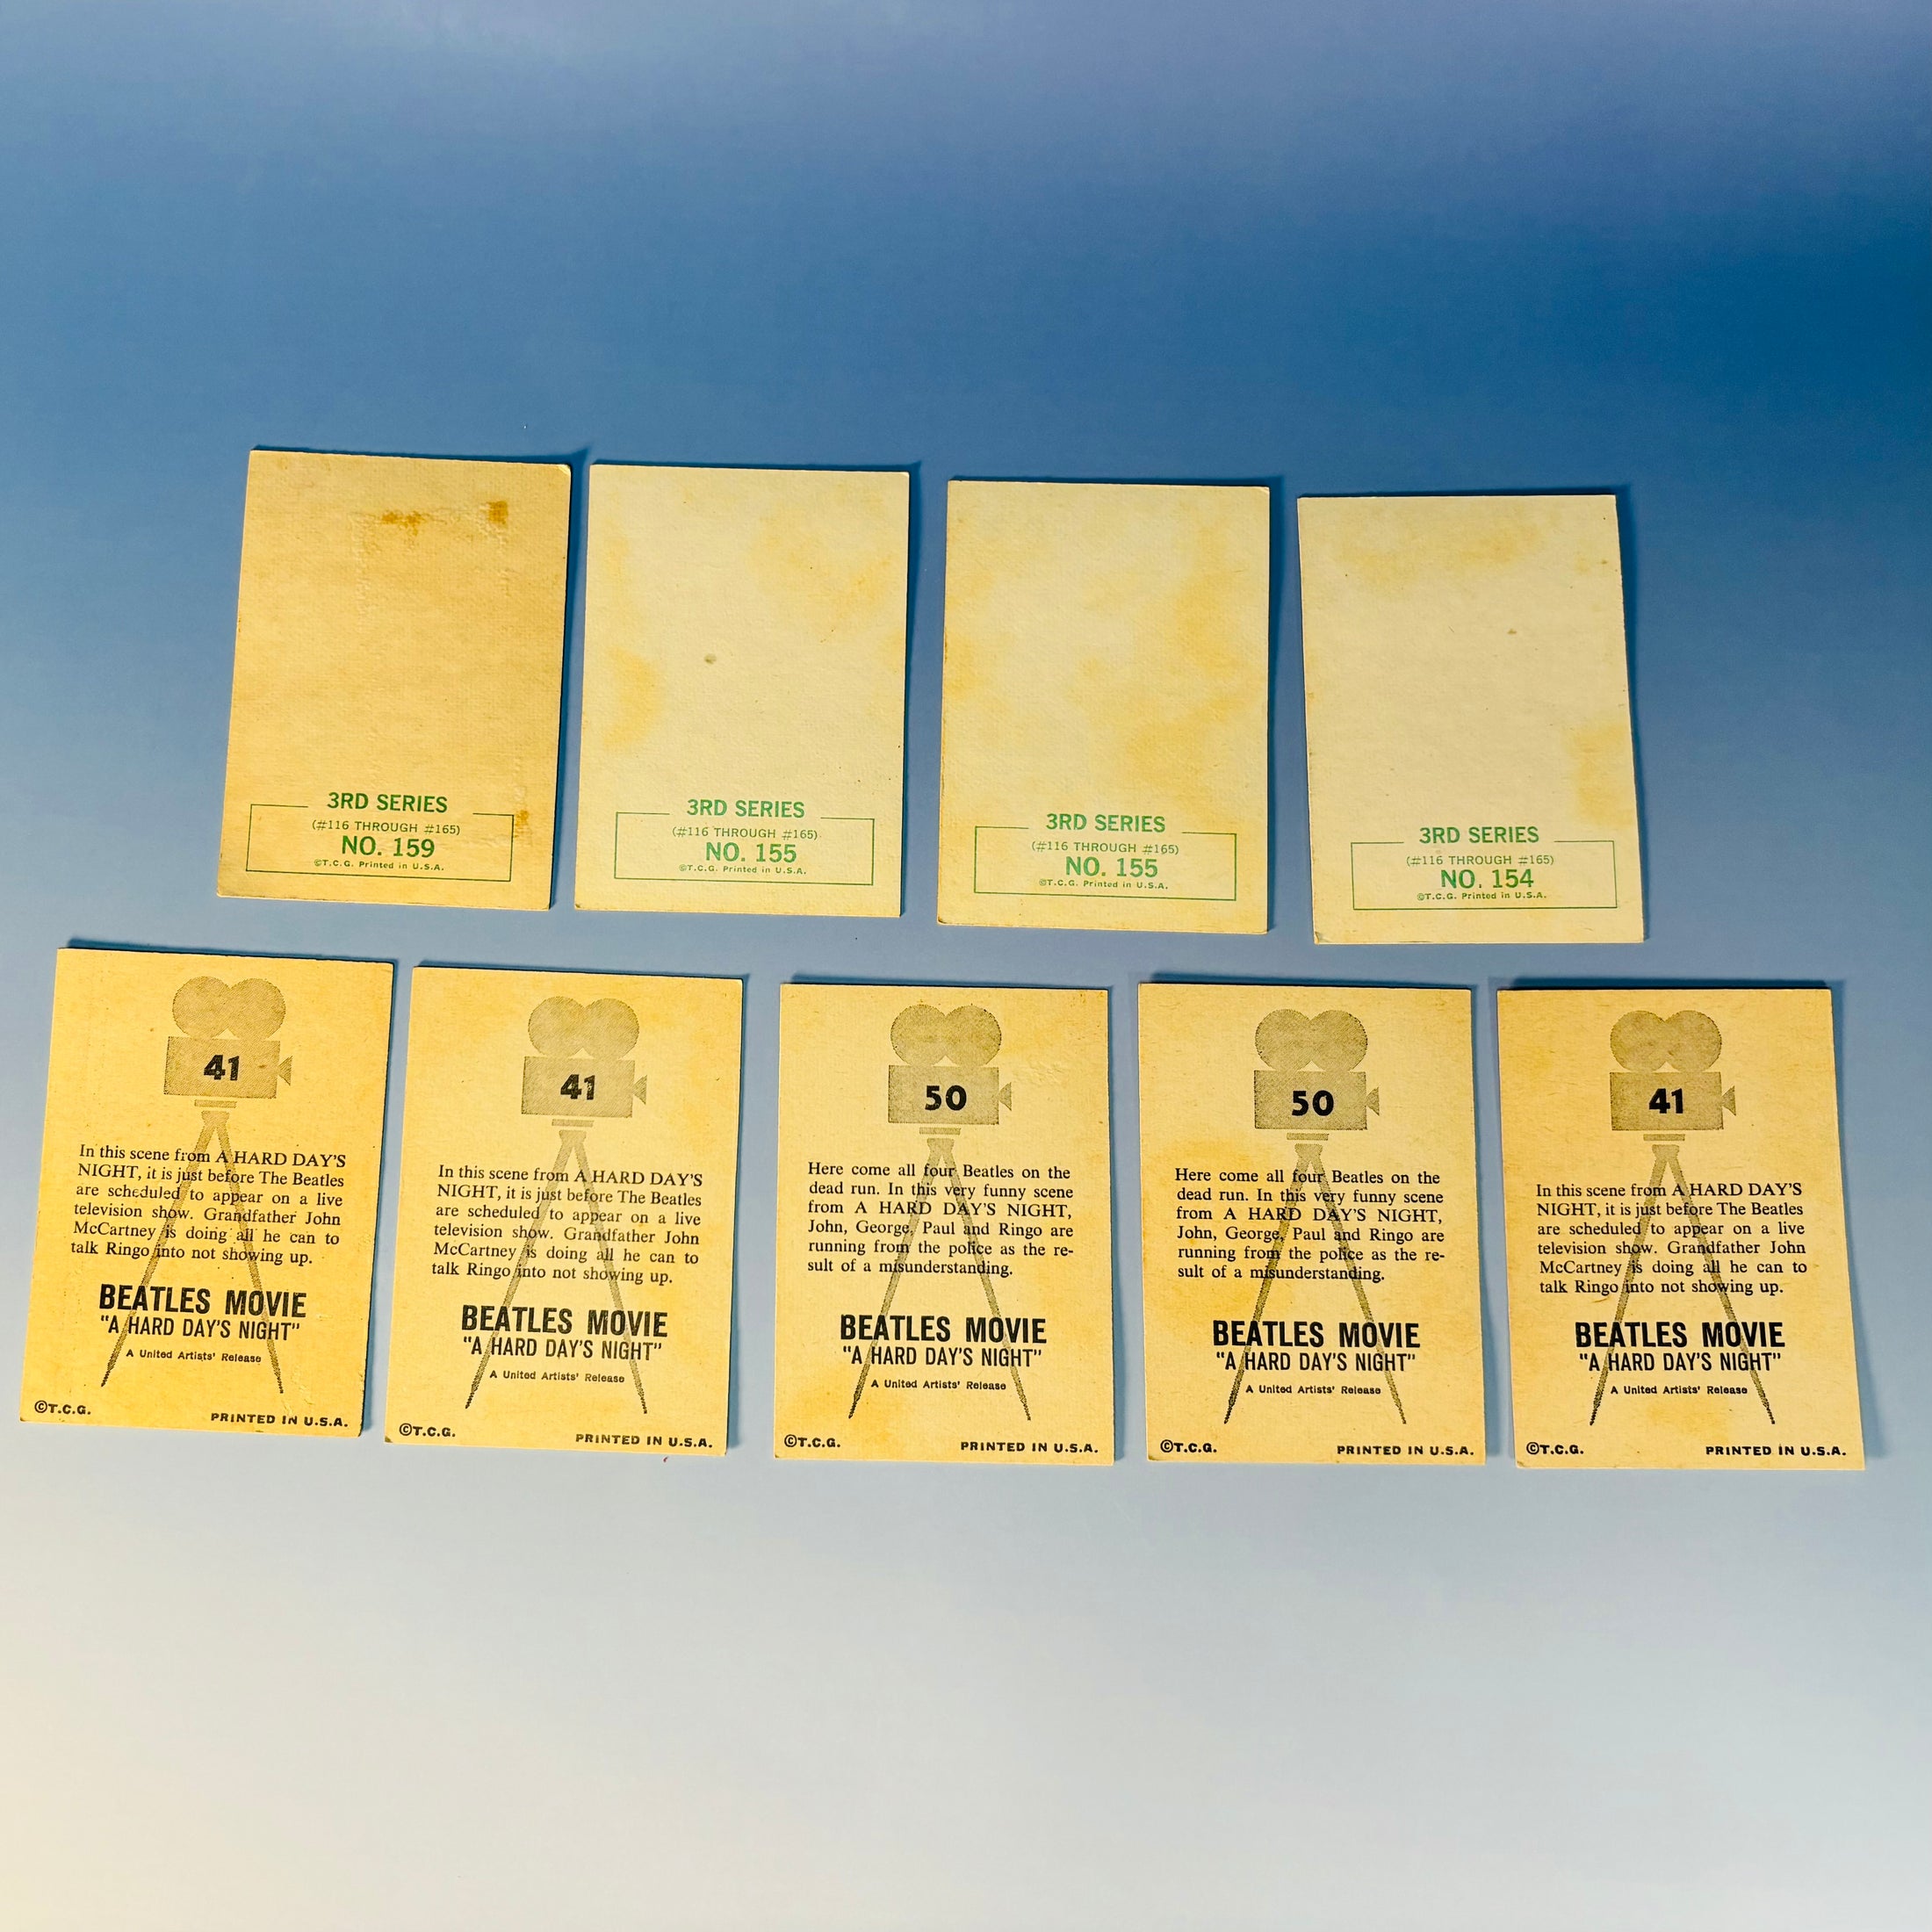 3RD SERIES
(#116 THROUGH #165)
NO. 159
©T.C.G. Printed in U.S.A.
3RD SERIES
(#116 THROUGH #165)
NO. 155
©T.C.G. Printed in U.S.A.
3RD SERIES
(#116 THROUGH #165)
NO. 155
©T.C.G. Printed in U.S.A.
3RD SERIES
(#116 THROUGH #165)
NO. 154
©T.C.G. Printed in U.S.A.
41
In this scene from A HARD DAY'S
NIGHT, it is just before The Beatles
are scheduled to appear on a live
television show. Grandfather John
McCartney is doing all he can to
talk Ringo into not showing up.
BEATLES MOVIE
"A HARD DAY'S NIGHT"
A United Artists' Release
©T.C.G.
PRINTED IN U.S.A.
41
In this scene from A HARD DAY'S
NIGHT, it is just before The Beatles
are scheduled to appear on a live
television show. Grandfather John
McCartney is doing all he can to
talk Ringo into not showing up.
BEATLES MOVIE
"A HARD DAY'S NIGHT"
A United Artists' Release
©T.C.G.
PRINTED IN U.S.A.
50
Here come all four Beatles on the
dead run. In this very funny scene
from A HARD DAY'S NIGHT,
John, George, Paul and Ringo are
running from the police as the re-
sult of a misunderstanding.
BEATLES MOVIE
"A HARD DAY'S NIGHT"
A United Artists' Release
©T.C.G.
PRINTED IN U.S.A.
50
Here come all four Beatles on the
dead run. In this very funny scene
from A HARD DAY'S NIGHT,
John, George, Paul and Ringo are
running from the police as the re-
sult of a misunderstanding.
BEATLES MOVIE
"A HARD DAY'S NIGHT"
A United Artists' Release
©T.C.G.
PRINTED IN U.S.A.
41
In this scene from A HARD DAY'S
NIGHT, it is just before The Beatles
are scheduled to appear on a live
television show. Grandfather John
McCartney is doing all he can to
talk Ringo into not showing up.
BEATLES MOVIE
"A HARD DAY'S NIGHT"
A United Artists' Release
©T.C.G.
PRINTED IN U.S.A.